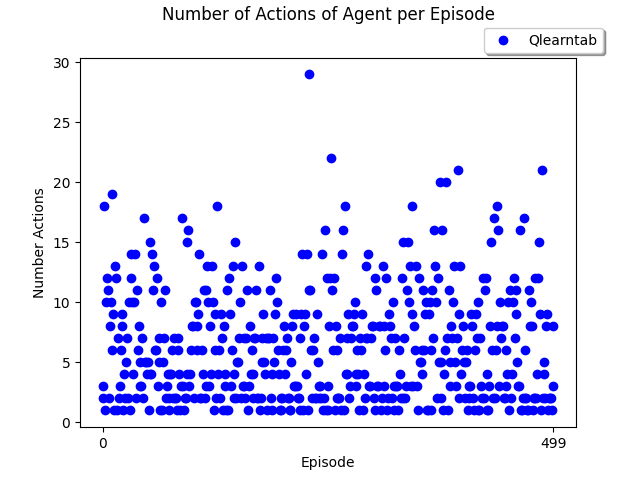 Number of Actions of Agent per Episode
Qlearntab
30
25
20
15
10
5
0
Number Actions
0 499
Episode